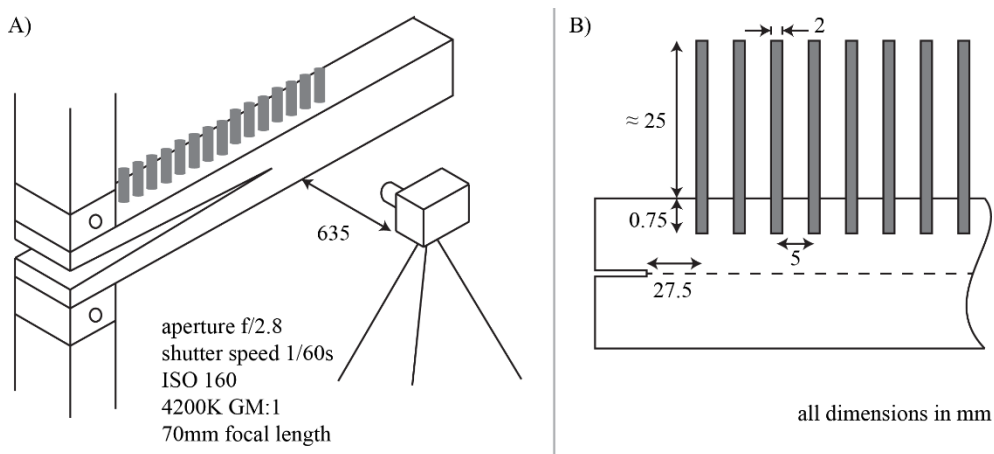 A)
635
aperture f/2.8
shutter speed 1/60s
ISO 160
4200K GM:1
70mm focal length
B)
2
≈ 25
0.75
5
27.5
all dimensions in mm